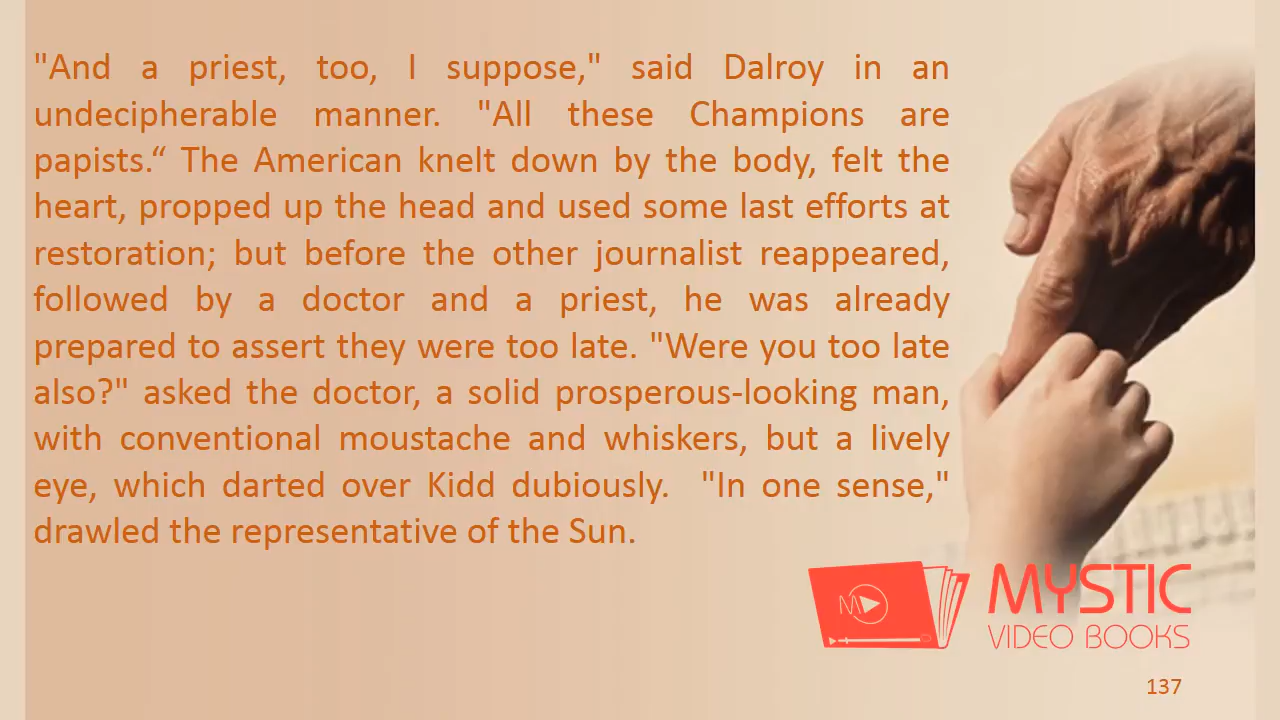 "And a priest, too, I suppose," said Dalroy in an
undecipherable manner. "All these Champions are
papists.“ The American knelt down by the body, felt the
heart, propped up the head and used some last efforts at
restoration; but before the other journalist reappeared,
followed by a doctor and a priest, he was already
prepared to assert they were too late. "Were you too late
also?" asked the doctor, a solid prosperous-looking man,
with conventional moustache and whiskers, but a lively
eye, which darted over Kidd dubiously.  "In one sense,"
drawled the representative of the Sun.
M
MYSTIC
VIDEO BOOKS
137